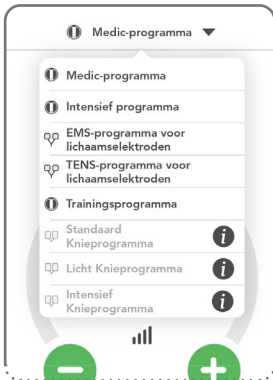 Medic-programma
Medic-programma
Intensief programma
EMS-programma voor
lichaamselektroden
TENS-programma voor
lichaamselektroden
Trainingsprogramma
Standaard
Knieprogramma
i
Licht Knieprogramma
i
Intensief
Knieprogramma
i